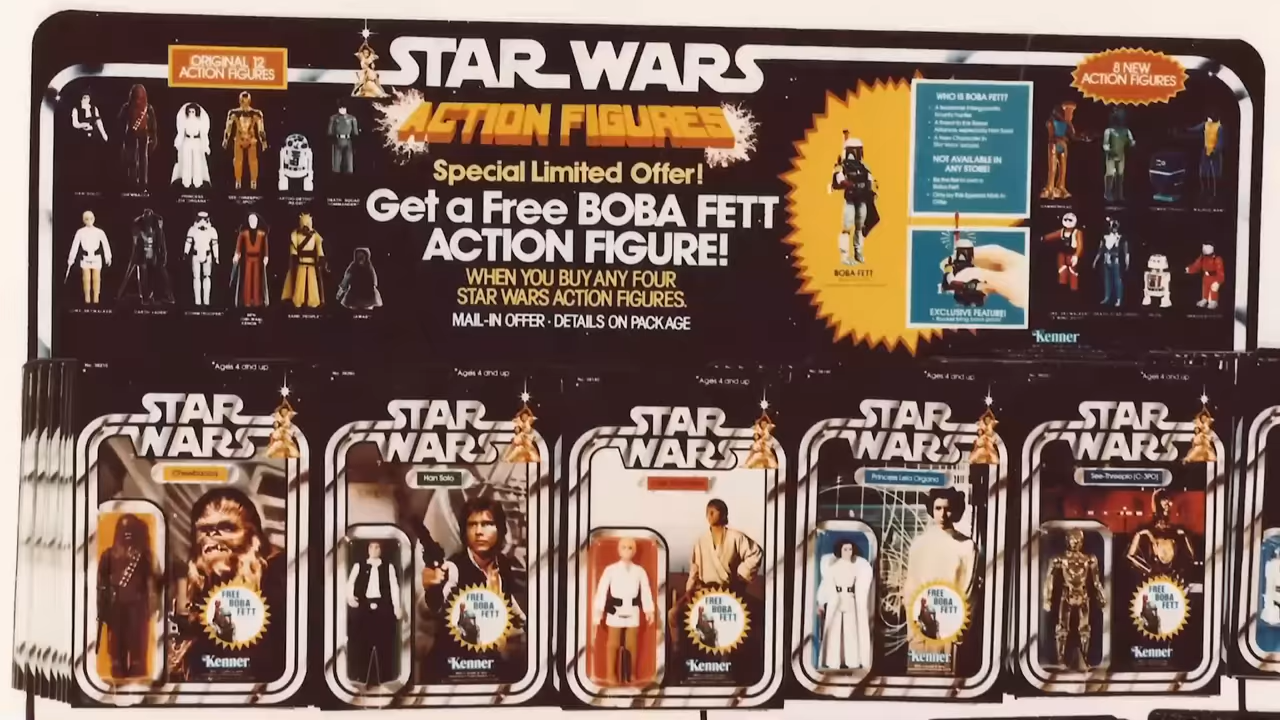 ORIGINAL 12
ACTION FIGURES
STAR WARS
ACTION FIGURES
Special Limited Offer!
Get a Free BOBA FETT
ACTION FIGURE!
WHEN YOU BUY ANY FOUR
STAR WARS ACTION FIGURES.
MAIL-IN OFFER · DETAILS ON PACKAGE
BOBA FETT
WHO IS BOBA FETT?
NOT AVAILABLE IN
ANY STORE!
EXCLUSIVE FEATURE!
8 NEW
ACTION FIGURES
Kenner
Ages 4 and up
STAR
WARS
Chewbacca
FREE
BOBA
FETT
Kenner
Ages 4 and up
STAR
WARS
Han Solo
FREE
BOBA
FETT
Kenner
Ages 4 and up
STAR
WARS
FREE
BOBA
FETT
Kenner
Ages 4 and up
STAR
WARS
Princess Leia Organa
FREE
BOBA
FETT
Kenner
Ages 4 and up
STAR
WARS
See-Threepio (C-3PO)
FREE
BOBA
FETT
Kenner